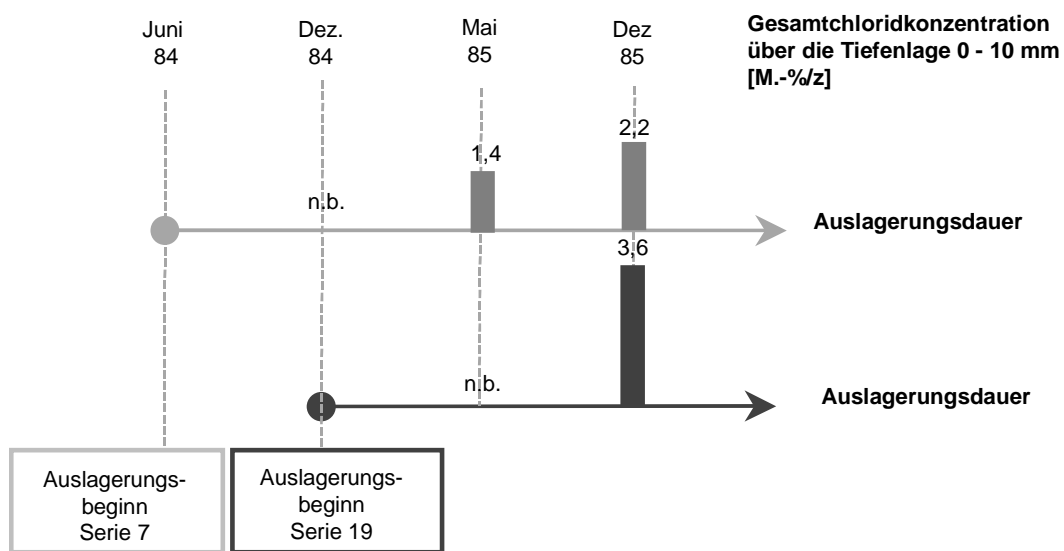 Juni
84
Dez.
84
Mai
85
Dez
85
Gesamtchloridkonzentration
über die Tiefenlage 0 - 10 mm
[M.-%/z]
2,2
1,4
n.b.
Auslagerungsdauer
3,6
n.b.
Auslagerungsdauer
Auslagerungs-
beginn
Serie 7
Auslagerungs-
beginn
Serie 19